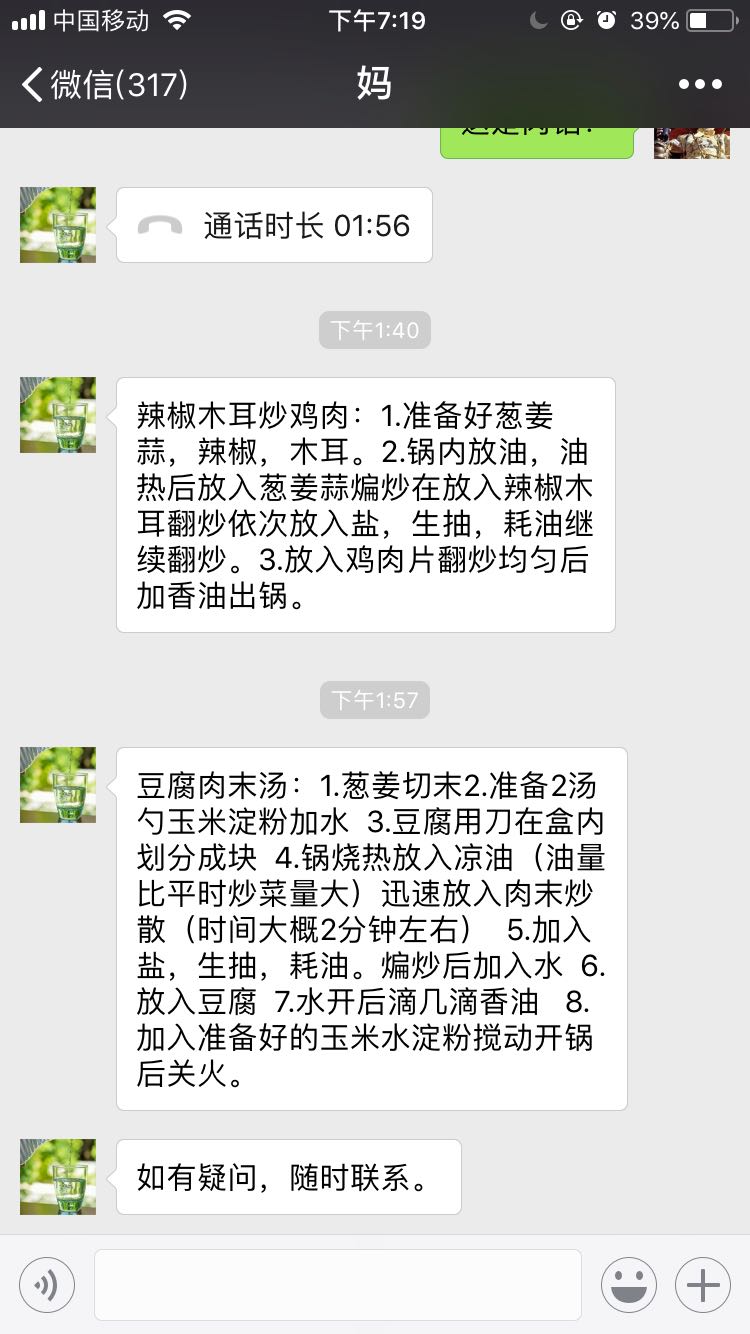 中国移动
下午7:19
39%
微信(317)
妈
通话时长 01:56
下午1:40
辣椒木耳炒鸡肉：1.准备好葱姜
蒜，辣椒，木耳。2.锅内放油，油
热后放入葱姜蒜煸炒在放入辣椒木
耳翻炒依次放入盐，生抽，耗油继
续翻炒。3.放入鸡肉片翻炒均匀后
加香油出锅。
下午1:57
豆腐肉末汤：1.葱姜切末2.准备2汤
勺玉米淀粉加水 3.豆腐用刀在盒内
划分成块 4.锅烧热放入凉油（油量
比平时炒菜量大）迅速放入肉末炒
散（时间大概2分钟左右） 5.加入
盐，生抽，耗油。煸炒后加入水 6.
放入豆腐 7.水开后滴几滴香油 8.
加入准备好的玉米水淀粉搅动开锅
后关火。
如有疑问，随时联系。